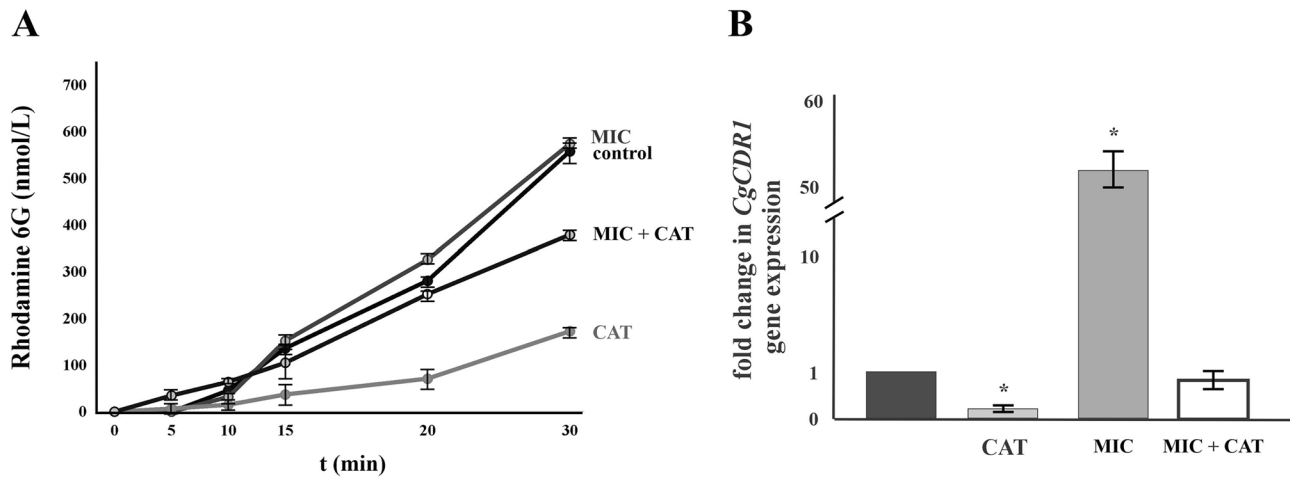 A
Rhodamine 6G (nmol/L)
700
600
500
400
300
200
100
0
MIC
control
MIC + CAT
CAT
0 5 10 15 20 30
t (min)
B
fold change in CgCDR1
gene expression
60
50
10
1
0
*
*
CAT MIC MIC + CAT